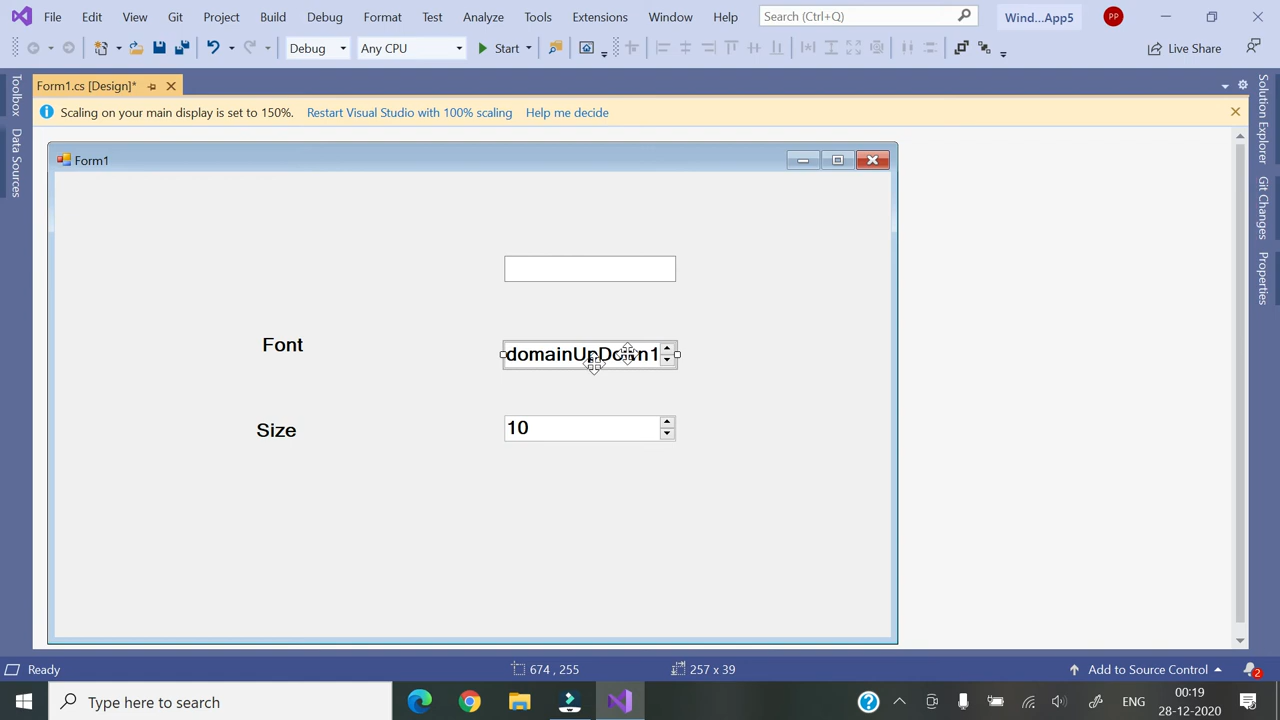 File Edit View Git Project Build Debug Format Test Analyze Tools Extensions Window Help Search (Ctrl+Q) Wind...App5 PP
Debug Any CPU Start Live Share
Form1.cs [Design]*
Scaling on your main display is set to 150%. Restart Visual Studio with 100% scaling Help me decide
Toolbox
Data Sources
Solution Explorer
Git Changes
Properties
Form1
Font
domainUpDown1
Size
10
Ready 674 , 255 257 x 39 Add to Source Control 2
Type here to search ENG 00:19
28-12-2020